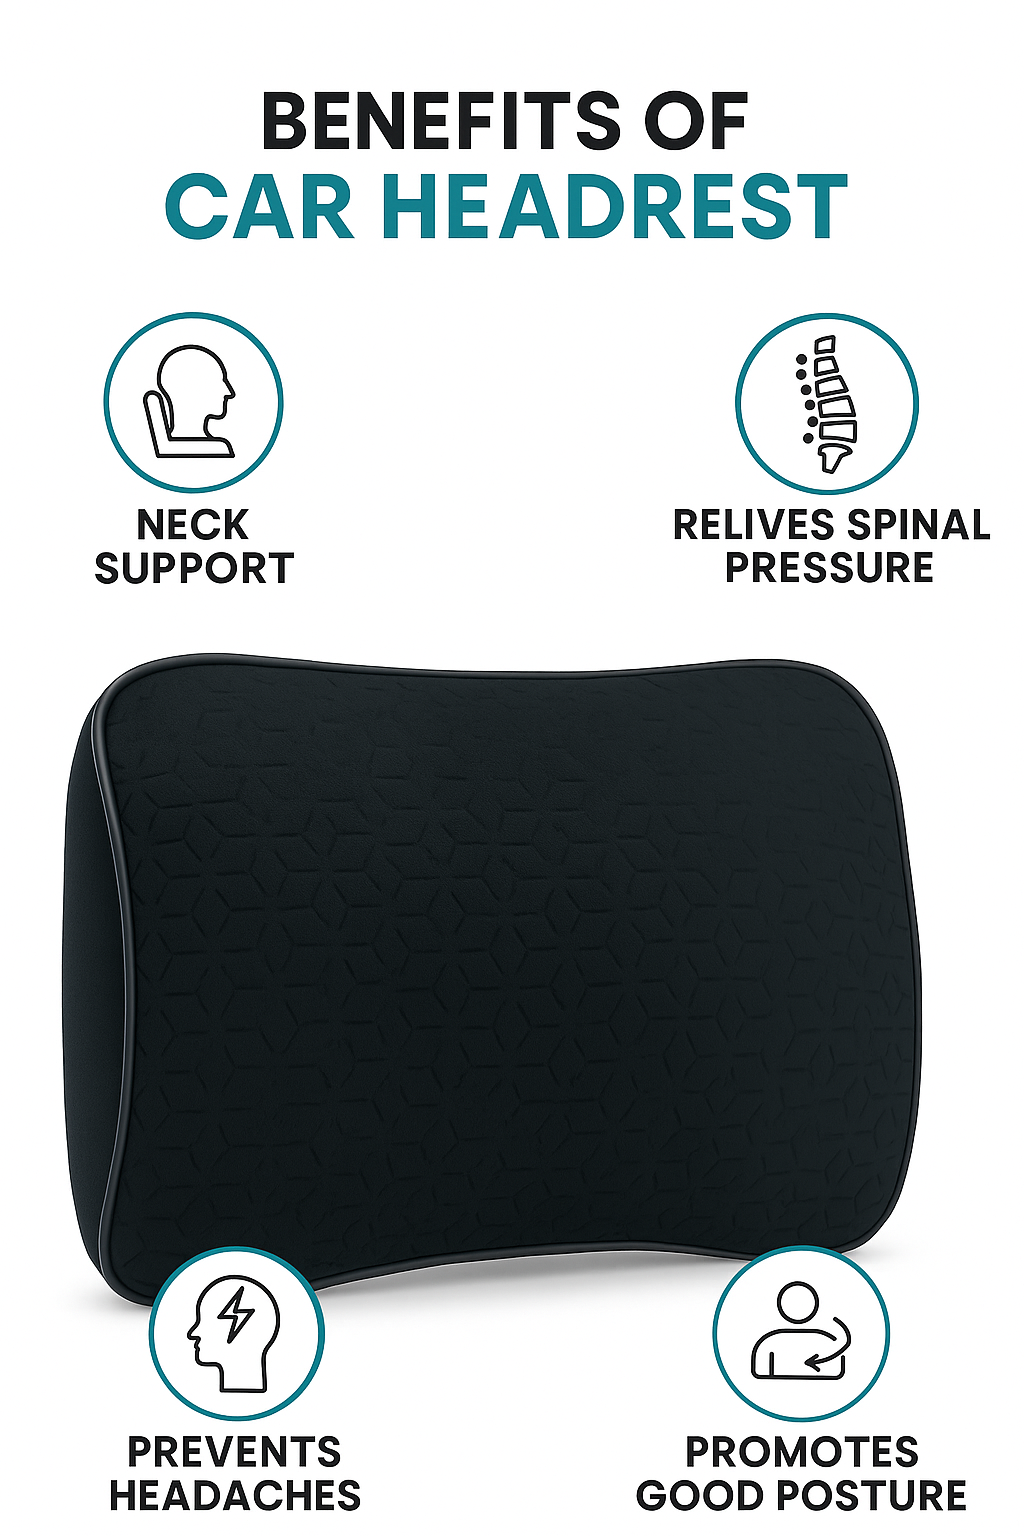 BENEFITS OF
CAR HEADREST
NECK
SUPPORT
RELIVES SPINAL
PRESSURE
PREVENTS
HEADACHES
PROMOTES
GOOD POSTURE